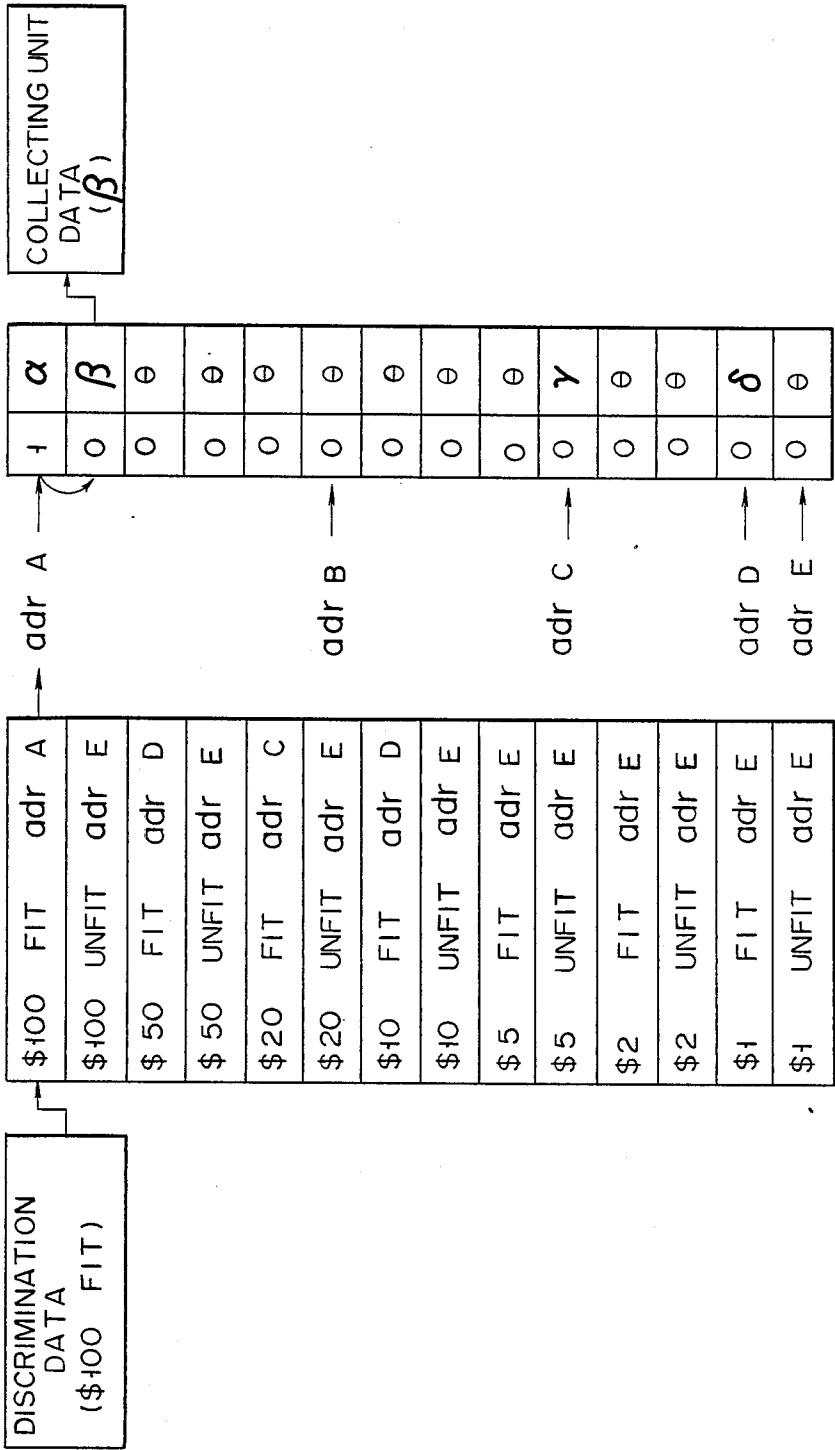 DISCRIMINATION
DATA
($100 FIT)
$100 FIT adr A
$100 UNFIT adr E
$50 FIT adr D
$50 UNFIT adr E
$20 FIT adr C
$20 UNFIT adr E
$10 FIT adr D
$10 UNFIT adr E
$5 FIT adr E
$5 UNFIT adr E
$2 FIT adr E
$2 UNFIT adr E
$1 FIT adr E
$1 UNFIT adr E
adr A
adr B
adr C
adr D
adr E
1 α
0 β
0 θ
0 θ
0 θ
0 θ
0 θ
0 θ
0 θ
0 γ
0 θ
0 θ
0 δ
0 θ
COLLECTING UNIT
DATA
(β)